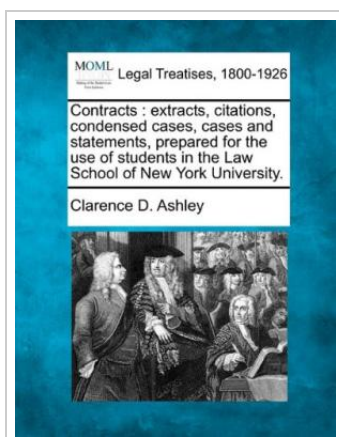 MOML
Legal Treatises, 1800-1926
Contracts : extracts, citations,
condensed cases, cases and
statements, prepared for the
use of students in the Law
School of New York University.
Clarence D. Ashley